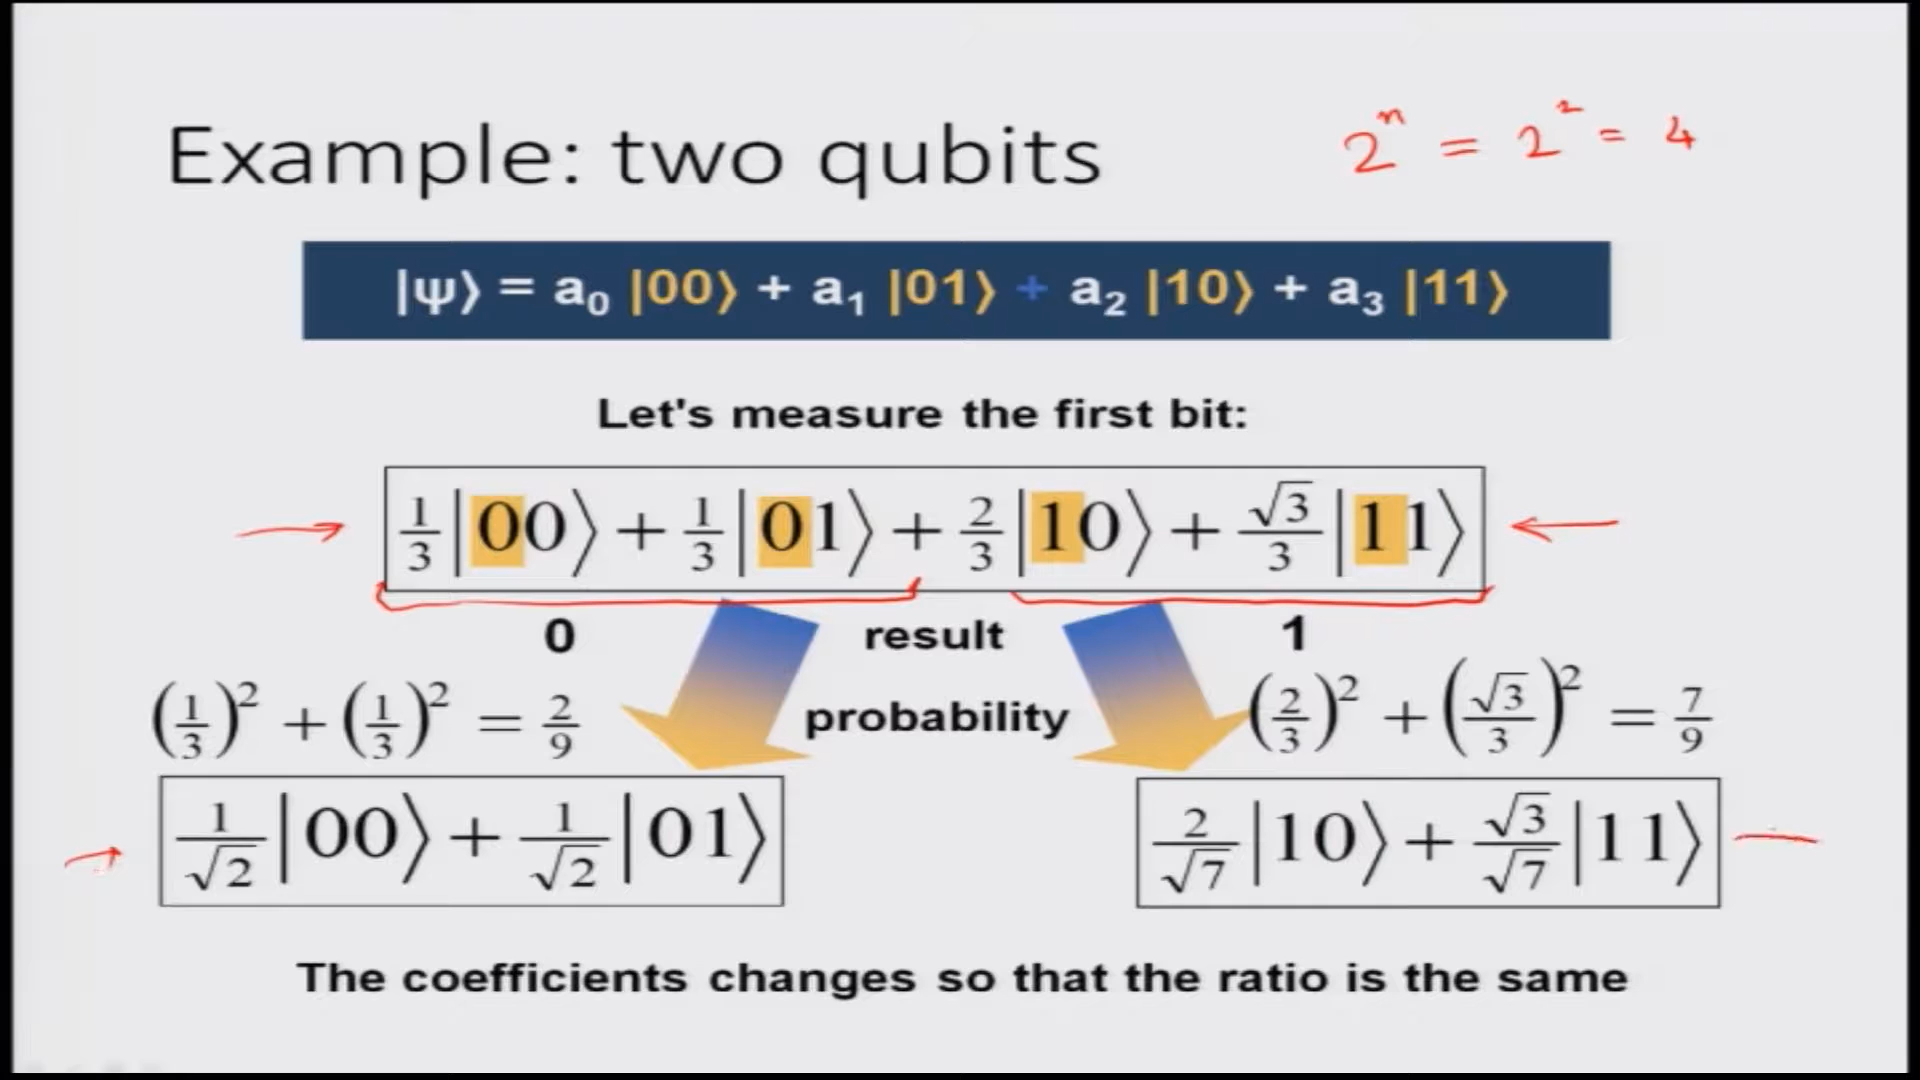 Example: two qubits
2ⁿ = 2² = 4
|ψ⟩ = a₀ |00⟩ + a₁ |01⟩ + a₂ |10⟩ + a₃ |11⟩
Let's measure the first bit:
1/3 |00⟩ + 1/3 |01⟩ + 2/3 |10⟩ + √3/3 |11⟩
0 result 1
(1/3)² + (1/3)² = 2/9 probability (2/3)² + (√3/3)² = 7/9
1/√2 |00⟩ + 1/√2 |01⟩ 2/√7 |10⟩ + √3/√7 |11⟩
The coefficients changes so that the ratio is the same